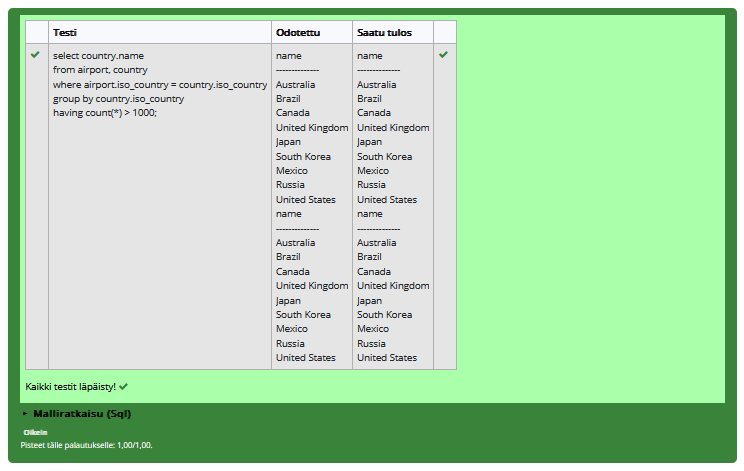 Testi Odotettu Saatu tulos
select country.name name name
from airport, country -------------- --------------
where airport.iso_country = country.iso_country Australia Australia
group by country.iso_country Brazil Brazil
having count(*) > 1000; Canada Canada
United Kingdom United Kingdom
Japan Japan
South Korea South Korea
Mexico Mexico
Russia Russia
United States United States
name name
-------------- --------------
Australia Australia
Brazil Brazil
Canada Canada
United Kingdom United Kingdom
Japan Japan
South Korea South Korea
Mexico Mexico
Russia Russia
United States United States
Kaikki testit läpäisty!
Malliratkaisu (Sql)
Oikein
Pisteet tälle palautukselle: 1,00/1,00.